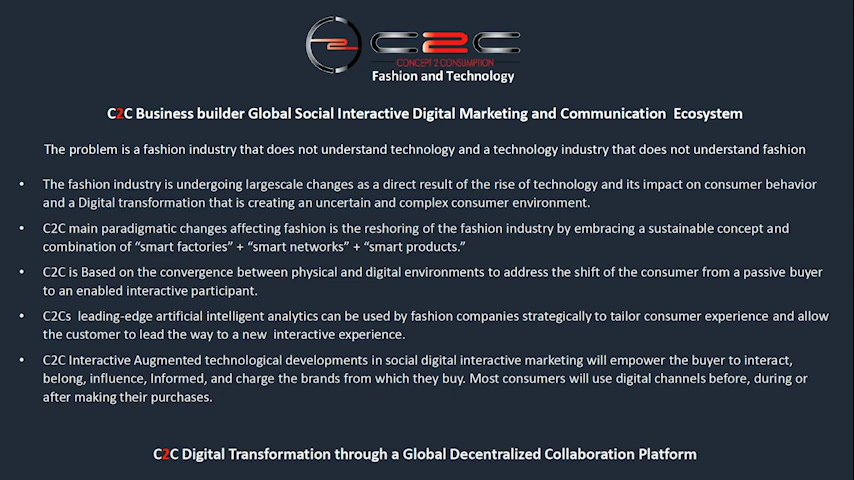 C2C
CONCEPT 2 CONSUMPTION
Fashion and Technology
C2C Business builder Global Social Interactive Digital Marketing and Communication Ecosystem
The problem is a fashion industry that does not understand technology and a technology industry that does not understand fashion
• The fashion industry is undergoing largescale changes as a direct result of the rise of technology and its impact on consumer behavior
and a Digital transformation that is creating an uncertain and complex consumer environment.
• C2C main paradigmatic changes affecting fashion is the reshoring of the fashion industry by embracing a sustainable concept and
combination of “smart factories” + “smart networks” + “smart products.”
• C2C is Based on the convergence between physical and digital environments to address the shift of the consumer from a passive buyer
to an enabled interactive participant.
• C2Cs leading-edge artificial intelligent analytics can be used by fashion companies strategically to tailor consumer experience and allow
the customer to lead the way to a new interactive experience.
• C2C Interactive Augmented technological developments in social digital interactive marketing will empower the buyer to interact,
belong, influence, Informed, and charge the brands from which they buy. Most consumers will use digital channels before, during or
after making their purchases.
C2C Digital Transformation through a Global Decentralized Collaboration Platform